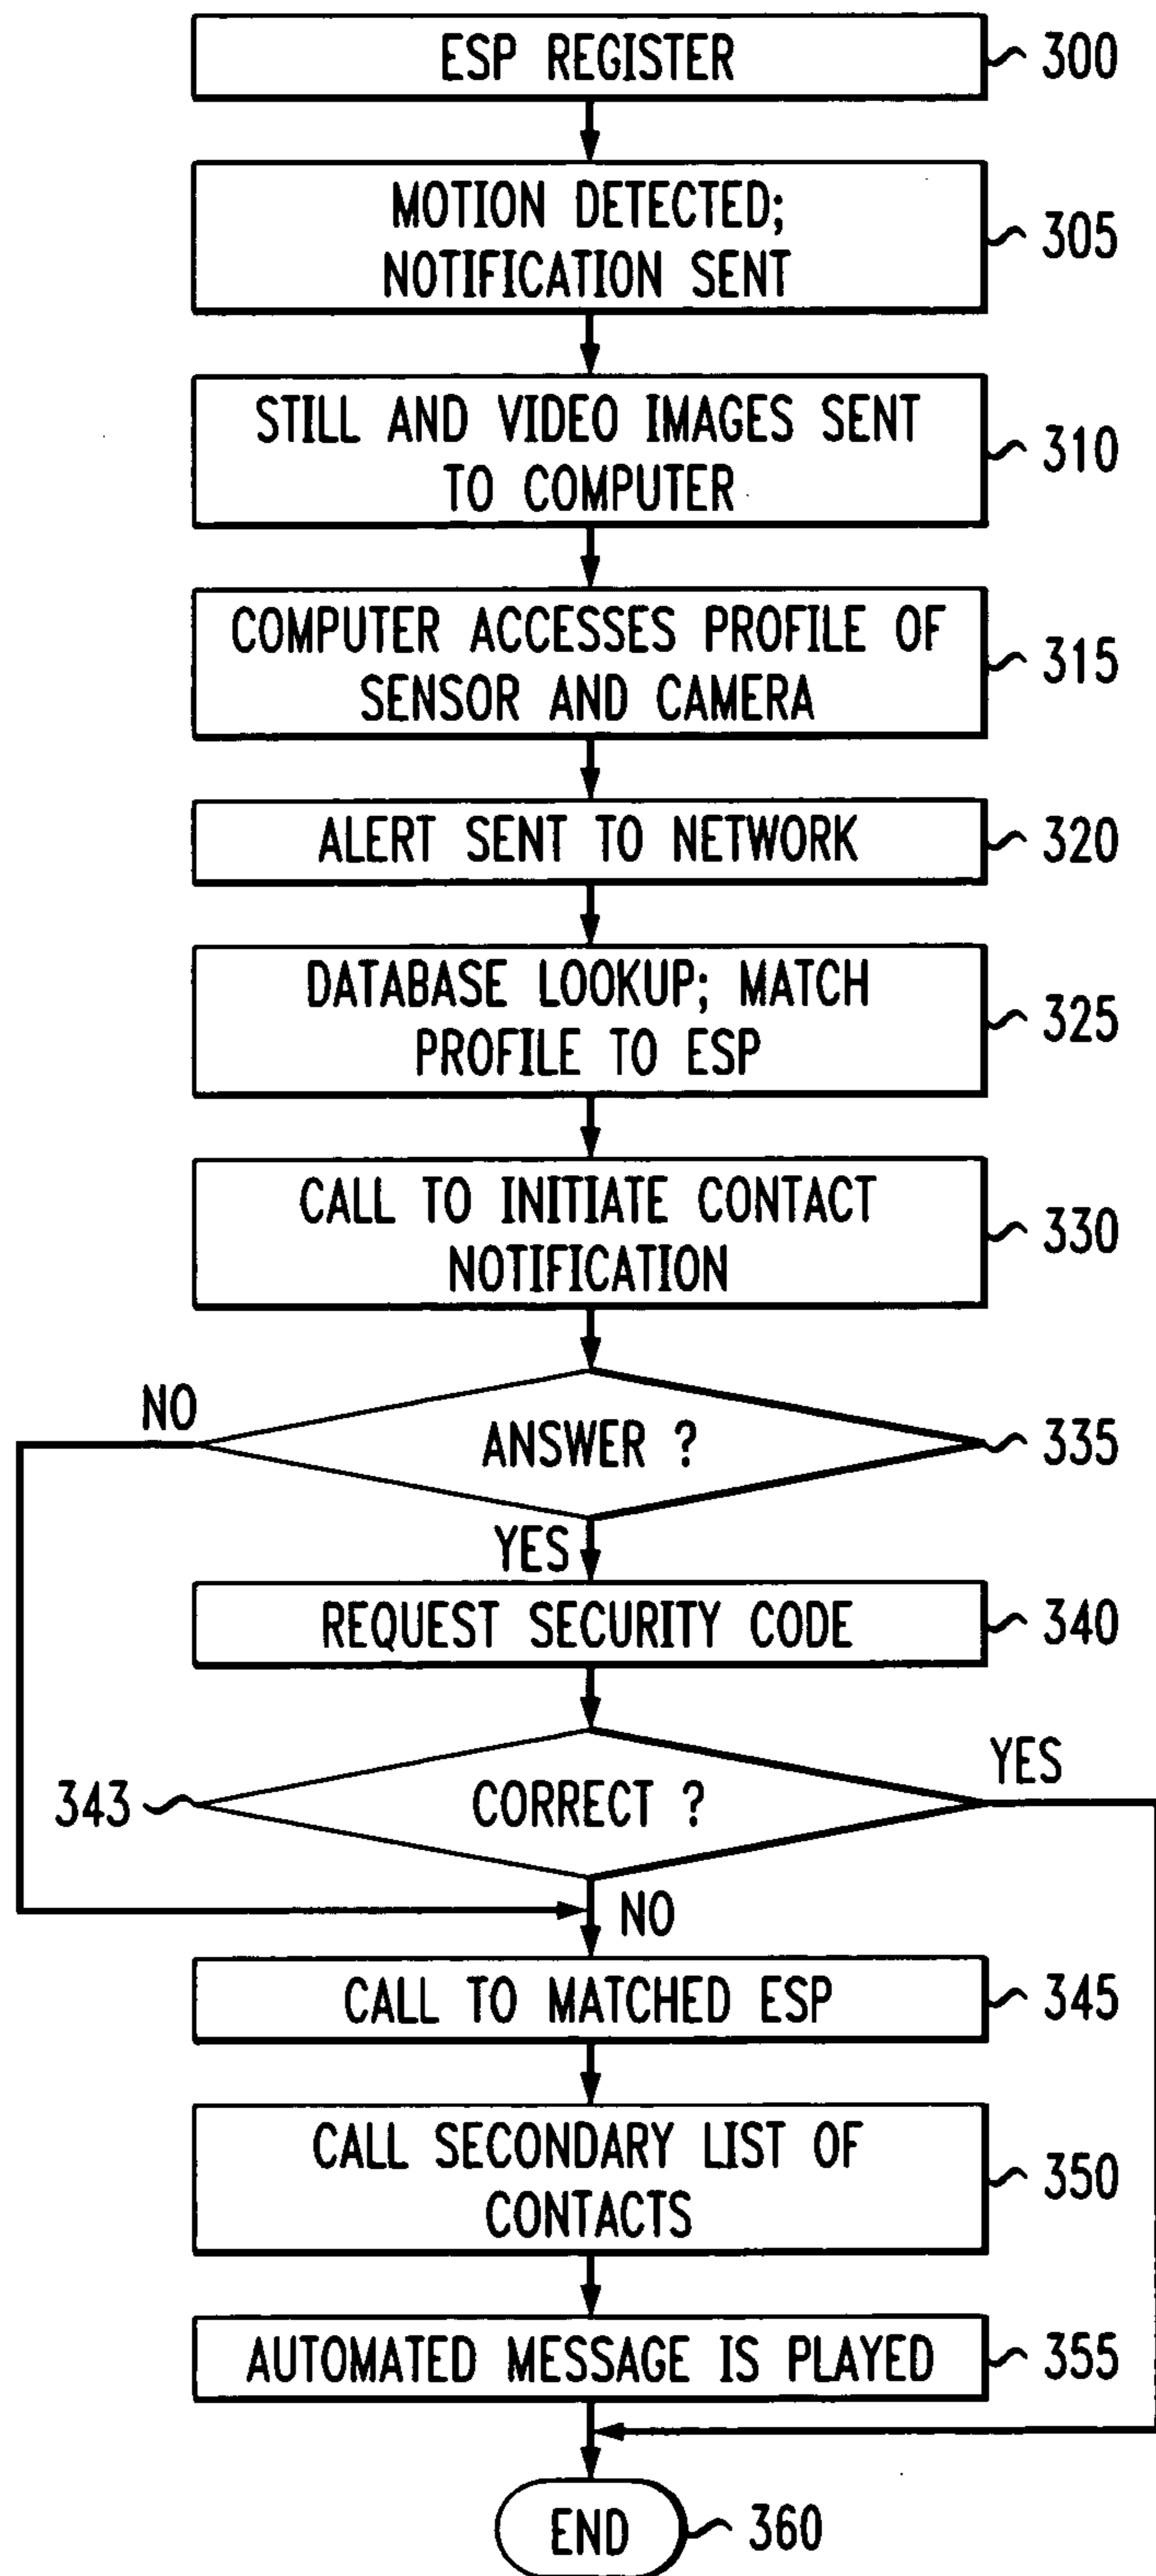 ESP REGISTER
300
MOTION DETECTED;
NOTIFICATION SENT
305
STILL AND VIDEO IMAGES SENT
TO COMPUTER
310
COMPUTER ACCESSES PROFILE OF
SENSOR AND CAMERA
315
ALERT SENT TO NETWORK
320
DATABASE LOOKUP; MATCH
PROFILE TO ESP
325
CALL TO INITIATE CONTACT
NOTIFICATION
330
NO
ANSWER ?
335
YES
REQUEST SECURITY CODE
340
YES
343
CORRECT ?
NO
CALL TO MATCHED ESP
345
CALL SECONDARY LIST OF
CONTACTS
350
AUTOMATED MESSAGE IS PLAYED
355
END
360